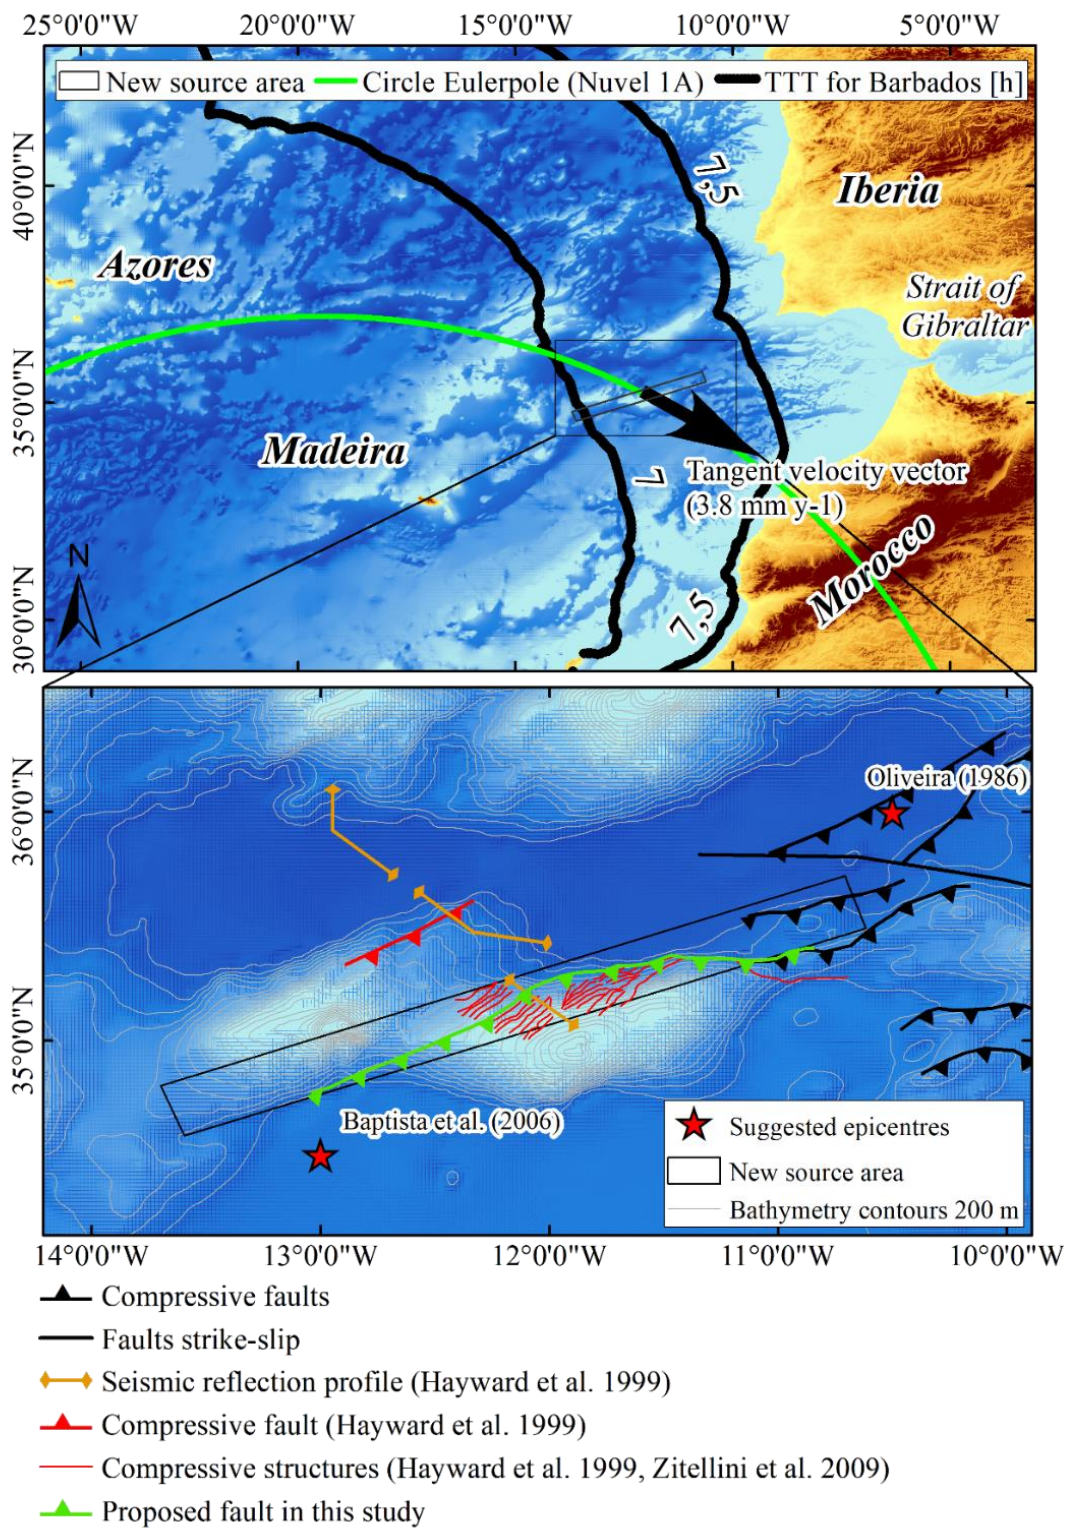 25°0'0"W 20°0'0"W 15°0'0"W 10°0'0"W 5°0'0"W
New source area Circle Eulerpole (Nuvel 1A) TTT for Barbados [h]
40°0'0"N
7,5
Iberia
Azores
Strait of
Gibraltar
35°0'0"N
Madeira
Tangent velocity vector
(3.8 mm y-1)
7
N
Morocco
7,5
30°0'0"N
36°0'0"N
Oliveira (1986)
35°0'0"N
Baptista et al. (2006)
Suggested epicentres
New source area
Bathymetry contours 200 m
14°0'0"W 13°0'0"W 12°0'0"W 11°0'0"W 10°0'0"W
Compressive faults
Faults strike-slip
Seismic reflection profile (Hayward et al. 1999)
Compressive fault (Hayward et al. 1999)
Compressive structures (Hayward et al. 1999, Zitellini et al. 2009)
Proposed fault in this study